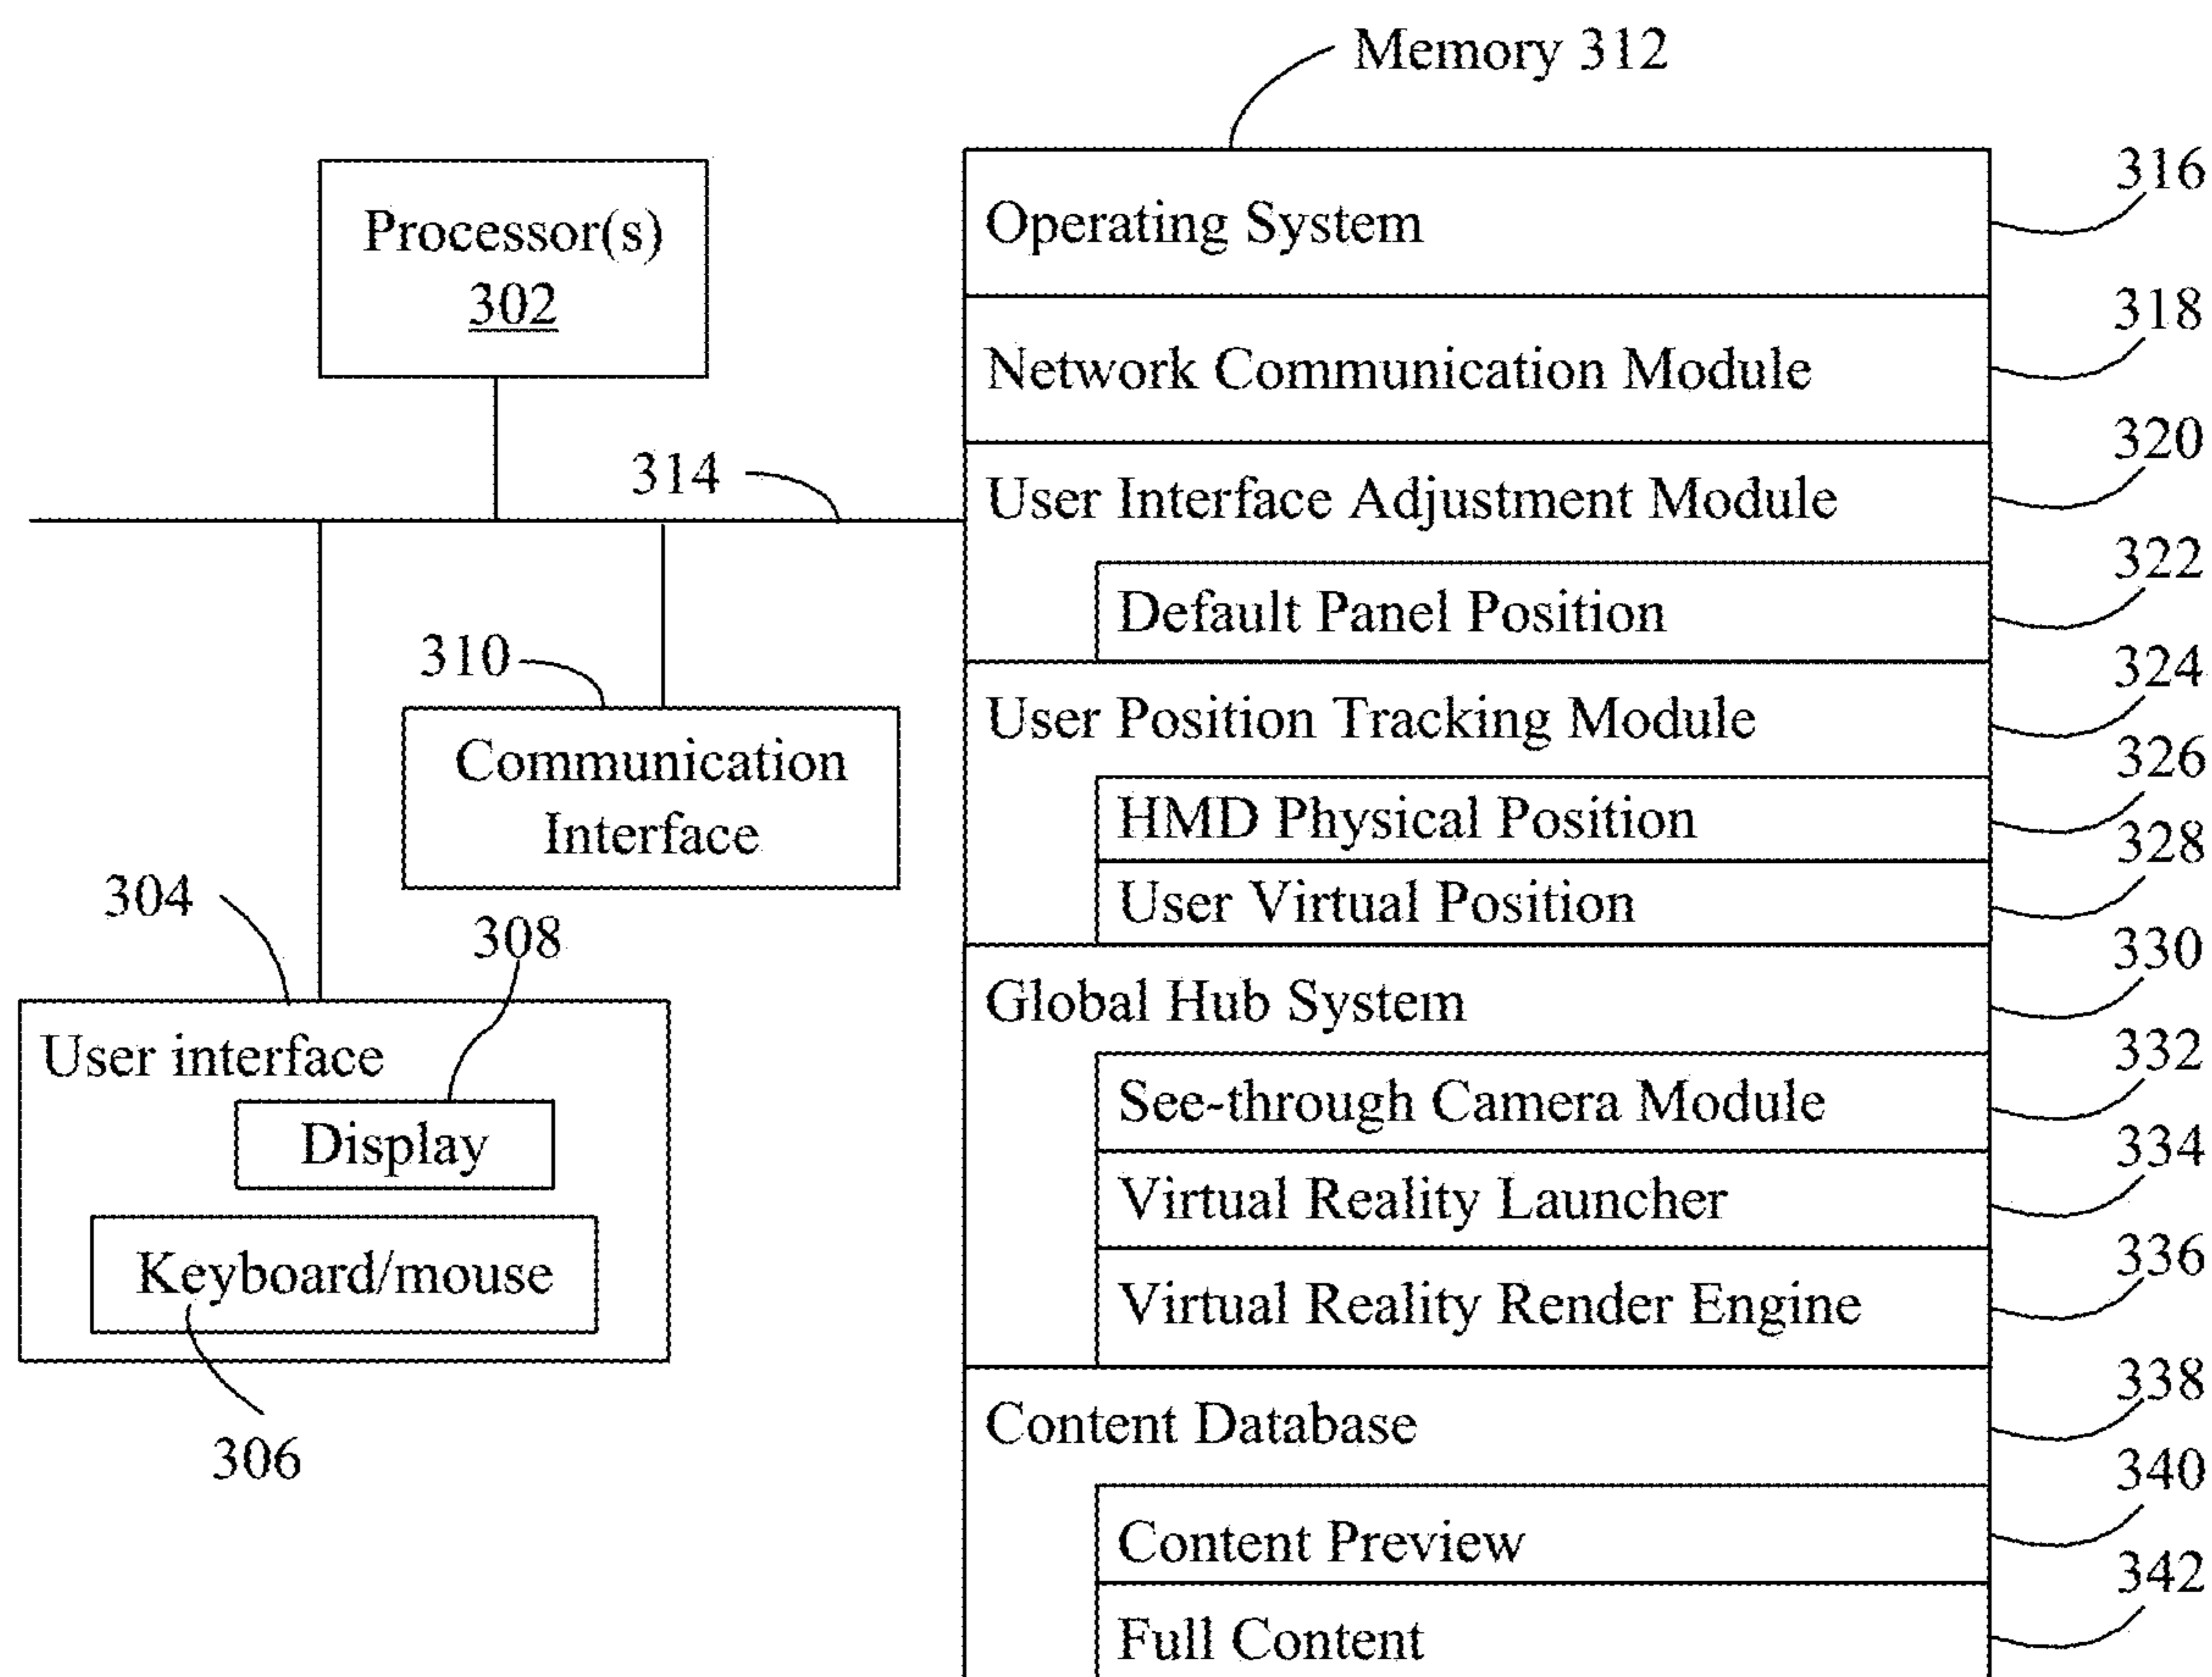 Memory 312
Processor(s)
302
314
310
Communication
Interface
304
308
User interface
Display
Keyboard/mouse
306
Operating System
316
Network Communication Module
318
User Interface Adjustment Module
320
Default Panel Position
322
User Position Tracking Module
324
HMD Physical Position
326
User Virtual Position
328
Global Hub System
330
See-through Camera Module
332
Virtual Reality Launcher
334
Virtual Reality Render Engine
336
Content Database
338
Content Preview
340
Full Content
342